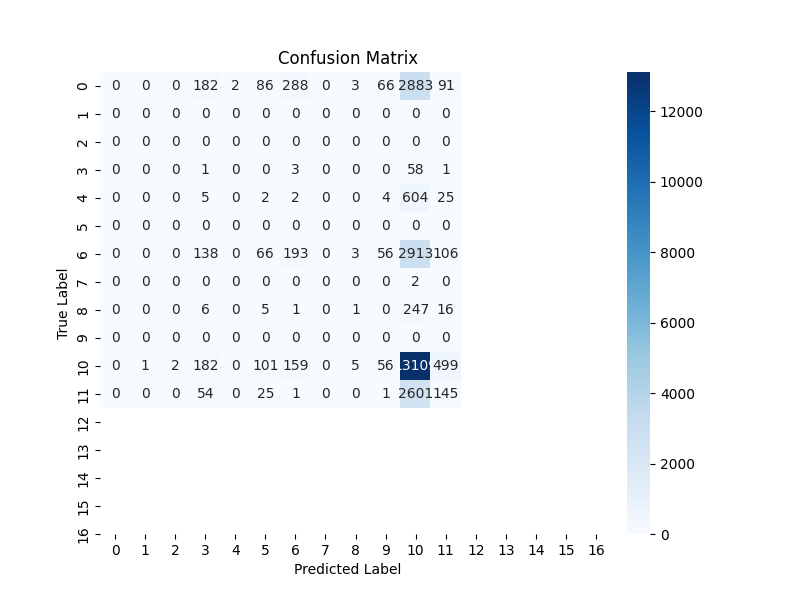 Confusion Matrix
0 0 0 0 182 2 86 288 0 3 66 2883 91
1 0 0 0 0 0 0 0 0 0 0 0 0
2 0 0 0 0 0 0 0 0 0 0 0 0
3 0 0 0 1 0 0 3 0 0 0 58 1
4 0 0 0 5 0 2 2 0 0 4 604 25
5 0 0 0 0 0 0 0 0 0 0 0 0
6 0 0 0 138 0 66 193 0 3 56 2913 106
7 0 0 0 0 0 0 0 0 0 0 2 0
8 0 0 0 6 0 5 1 0 1 0 247 16
9 0 0 0 0 0 0 0 0 0 0 0 0
10 0 1 2 182 0 101 159 0 5 56 13109 499
11 0 0 0 54 0 25 1 0 0 1 2601 145
12
13
14
15
16
0 1 2 3 4 5 6 7 8 9 10 11 12 13 14 15 16
Predicted Label
True Label
12000
10000
8000
6000
4000
2000
0